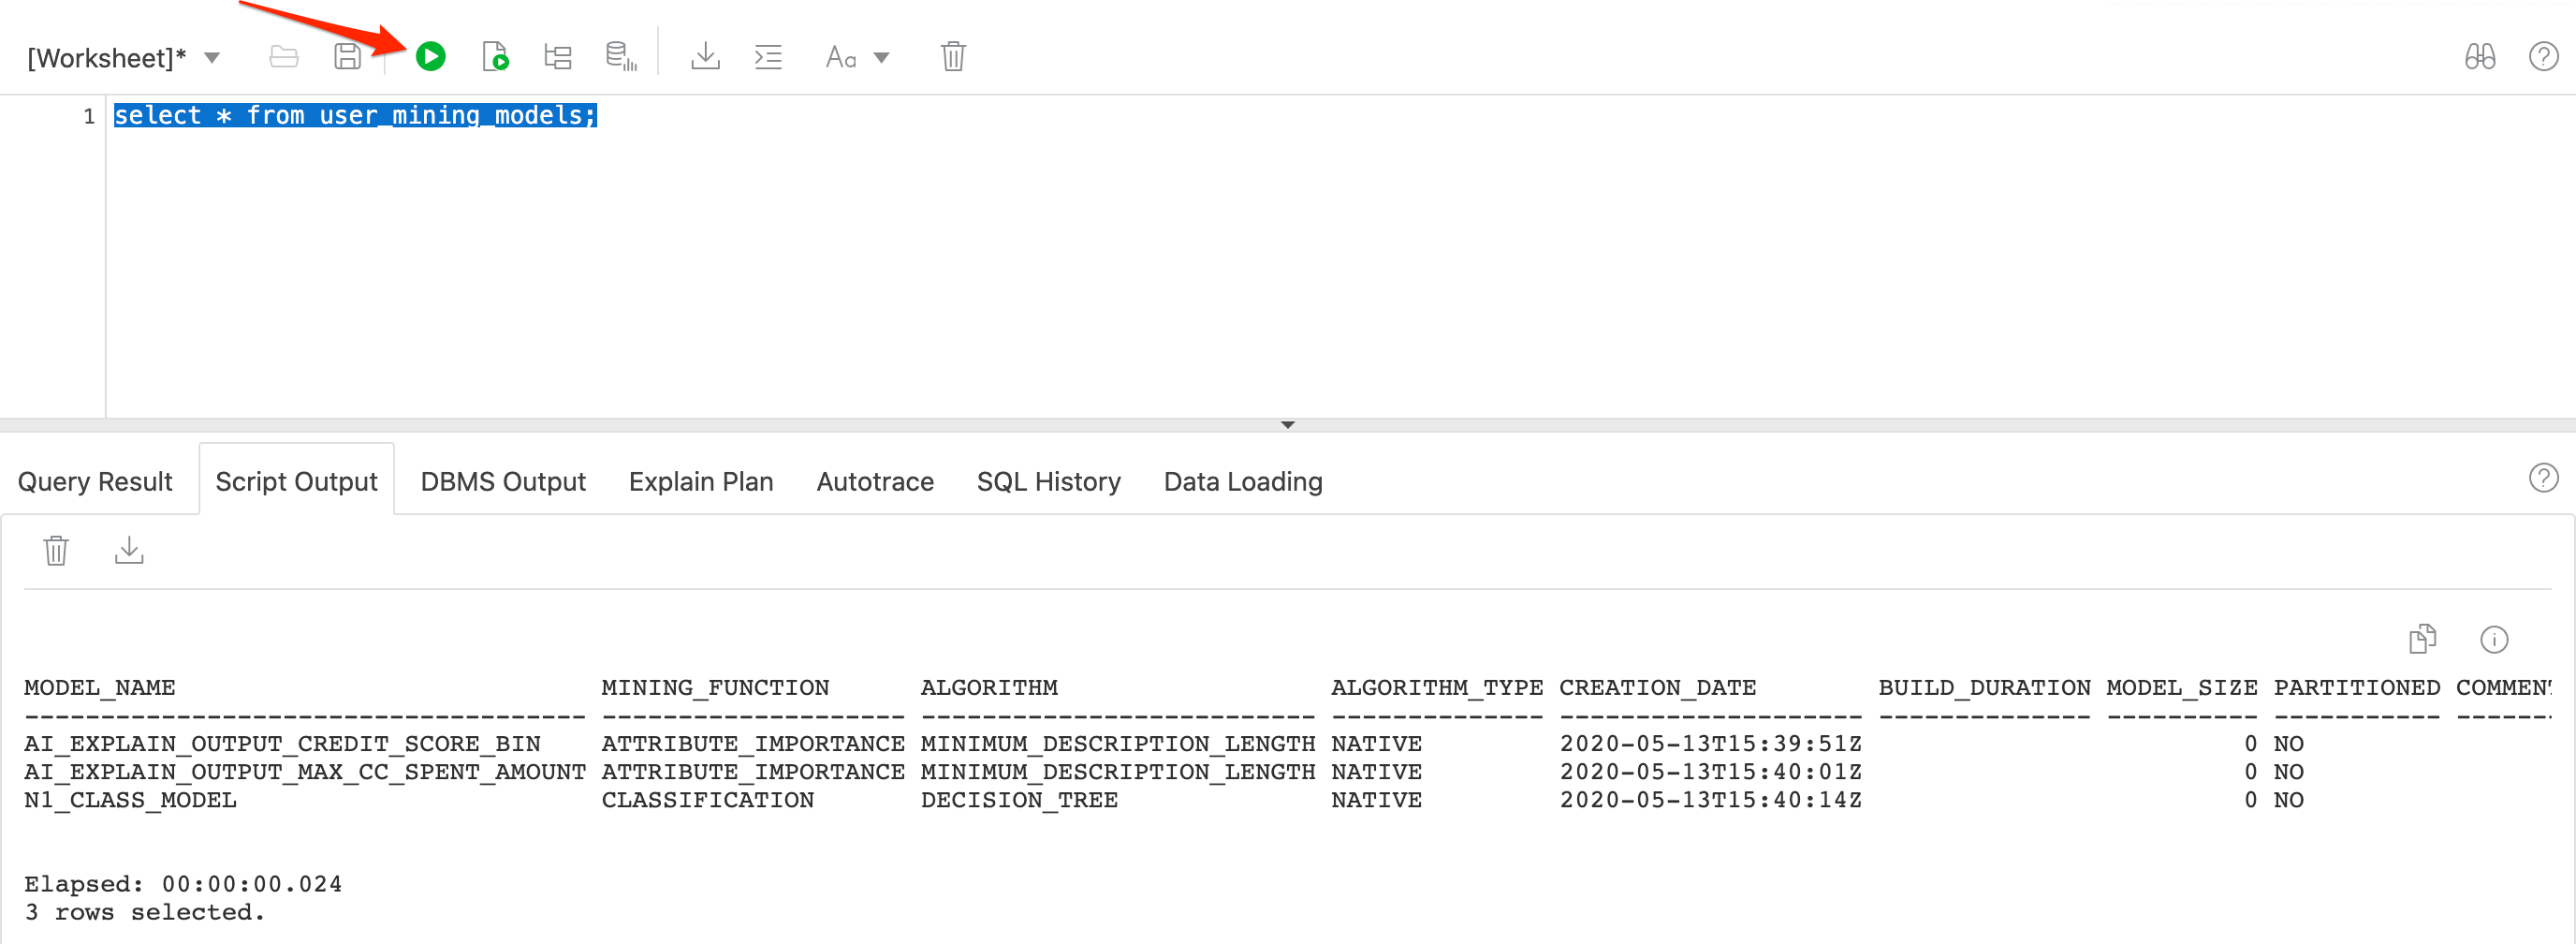 [Worksheet]* Aa
1 select * from user_mining_models;
Query Result Script Output DBMS Output Explain Plan Autotrace SQL History Data Loading
MODEL_NAME MINING_FUNCTION ALGORITHM ALGORITHM_TYPE CREATION_DATE BUILD_DURATION MODEL_SIZE PARTITIONED COMMENT
------------------------------------- -------------------- -------------------------- -------------- -------------------- -------------- ---------- ----------- -------
AI_EXPLAIN_OUTPUT_CREDIT_SCORE_BIN ATTRIBUTE_IMPORTANCE MINIMUM_DESCRIPTION_LENGTH NATIVE 2020-05-13T15:39:51Z 0 NO
AI_EXPLAIN_OUTPUT_MAX_CC_SPENT_AMOUNT ATTRIBUTE_IMPORTANCE MINIMUM_DESCRIPTION_LENGTH NATIVE 2020-05-13T15:40:01Z 0 NO
N1_CLASS_MODEL CLASSIFICATION DECISION_TREE NATIVE 2020-05-13T15:40:14Z 0 NO
Elapsed: 00:00:00.024
3 rows selected.